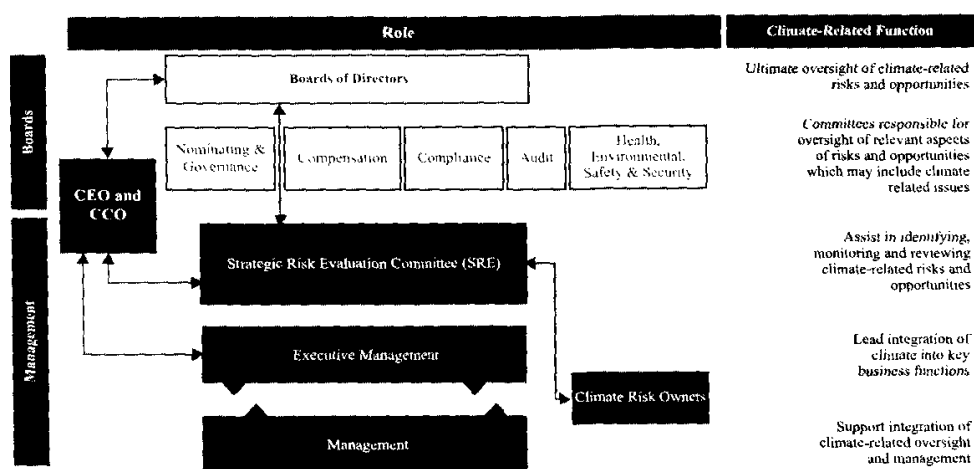 Role
Climate-Related Function
Boards
Boards of Directors
Ultimate oversight of climate-related
risks and opportunities
Nominating &
Governance
Compensation
Compliance
Audit
Health,
Environmental,
Safety & Security
Committees responsible for
oversight of relevant aspects
of risks and opportunities
which may include climate
related issues
CEO and
CCO
Management
Strategic Risk Evaluation Committee (SRE)
Assist in identifying,
monitoring and reviewing
climate-related risks and
opportunities
Executive Management
Lead integration of
climate into key
business functions
Climate Risk Owners
Management
Support integration of
climate-related oversight
and management